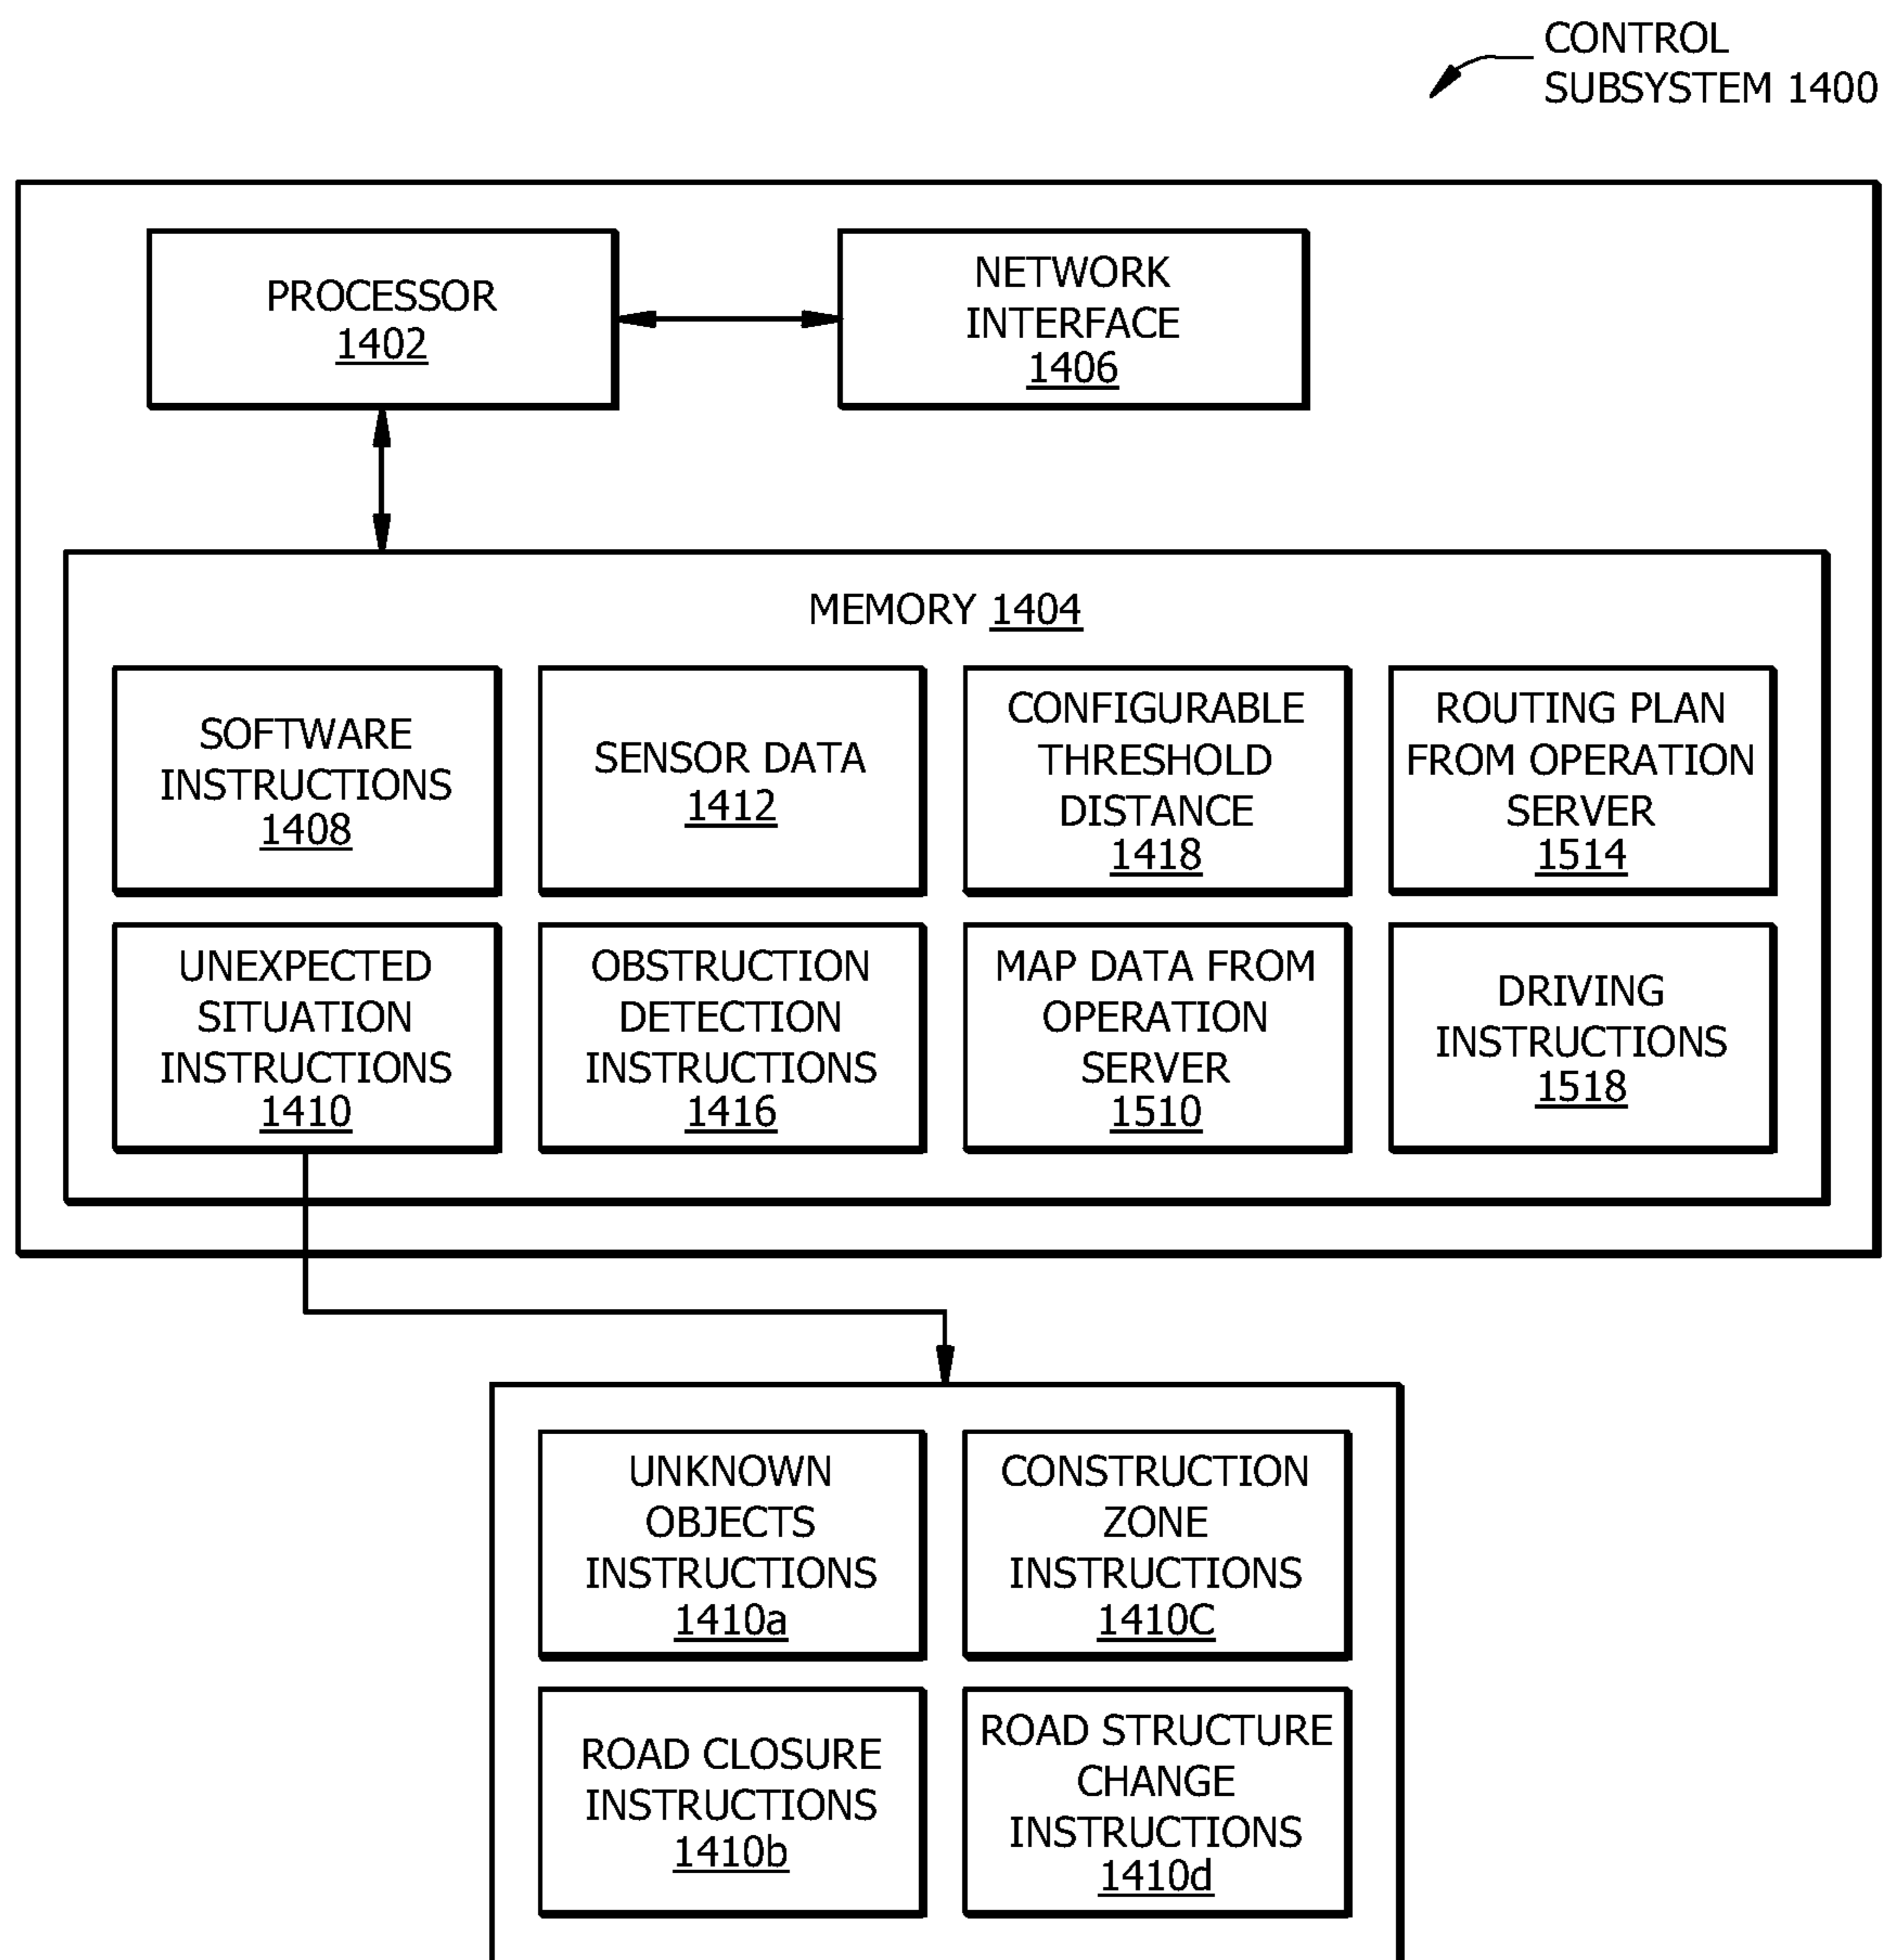 CONTROL
SUBSYSTEM 1400
PROCESSOR
1402
NETWORK
INTERFACE
1406
MEMORY 1404
SOFTWARE
INSTRUCTIONS
1408
SENSOR DATA
1412
CONFIGURABLE
THRESHOLD
DISTANCE
1418
ROUTING PLAN
FROM OPERATION
SERVER
1514
UNEXPECTED
SITUATION
INSTRUCTIONS
1410
OBSTRUCTION
DETECTION
INSTRUCTIONS
1416
MAP DATA FROM
OPERATION
SERVER
1510
DRIVING
INSTRUCTIONS
1518
UNKNOWN
OBJECTS
INSTRUCTIONS
1410a
CONSTRUCTION
ZONE
INSTRUCTIONS
1410C
ROAD CLOSURE
INSTRUCTIONS
1410b
ROAD STRUCTURE
CHANGE
INSTRUCTIONS
1410d